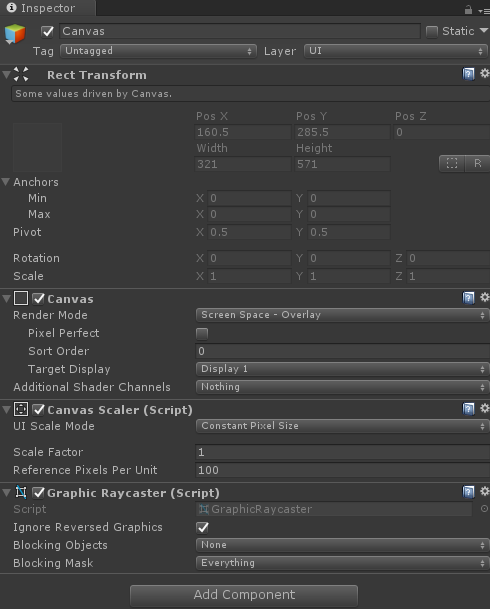 Inspector
Canvas Static
Tag Untagged Layer UI
Rect Transform
Some values driven by Canvas.
Pos X Pos Y Pos Z
160.5 285.5 0
Width Height
321 571 R
Anchors
Min X 0 Y 0
Max X 0 Y 0
Pivot X 0.5 Y 0.5
Rotation X 0 Y 0 Z 0
Scale X 1 Y 1 Z 1
Canvas
Render Mode Screen Space - Overlay
Pixel Perfect
Sort Order 0
Target Display Display 1
Additional Shader Channels Nothing
Canvas Scaler (Script)
UI Scale Mode Constant Pixel Size
Scale Factor 1
Reference Pixels Per Unit 100
Graphic Raycaster (Script)
Script GraphicRaycaster
Ignore Reversed Graphics
Blocking Objects None
Blocking Mask Everything
Add Component